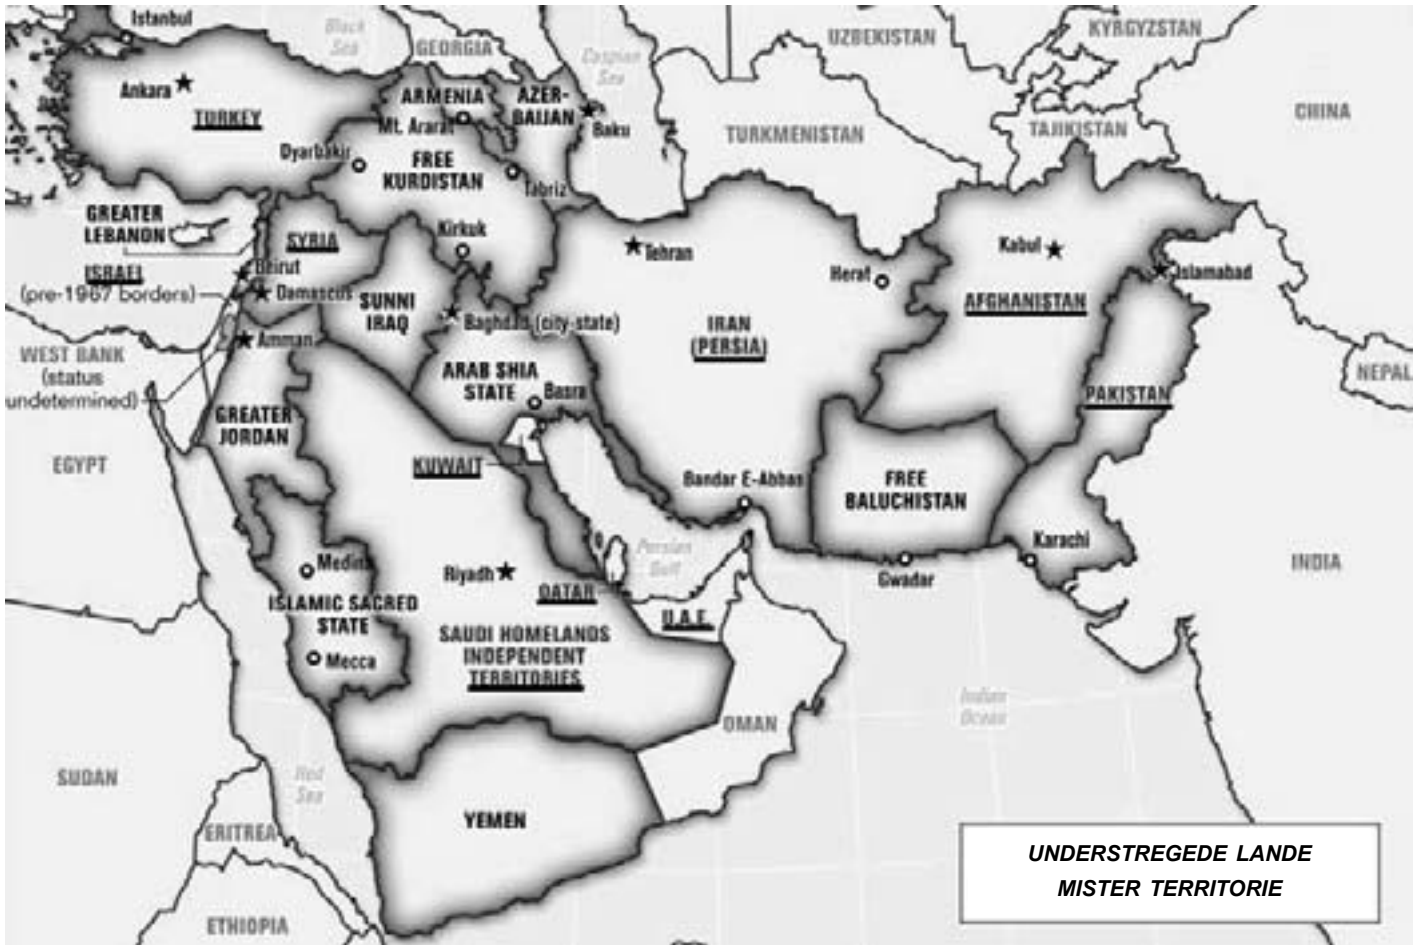 Istanbul
Black
Sea
GEORGIA
Caspian
Sea
UZBEKISTAN
KYRGYZSTAN
Ankara
TURKEY
ARMENIA
Mt. Ararat
AZER-
BAIJAN
Baku
TURKMENISTAN
TAJIKISTAN
CHINA
Dyarbakir
FREE
KURDISTAN
Tabriz
GREATER
LEBANON
SYRIA
Kirkuk
Tehran
Herat
Kabul
Islamabad
ISRAEL
(pre-1967 borders)
Beirut
Damascus
SUNNI
IRAQ
Baghdad (city-state)
IRAN
(PERSIA)
AFGHANISTAN
WEST BANK
(status
undetermined)
Amman
ARAB SHIA
STATE
Basra
PAKISTAN
NEPAL
GREATER
JORDAN
EGYPT
KUWAIT
Bandar E-Abbas
FREE
BALUCHISTAN
Karachi
Gwadar
INDIA
Persian
Gulf
Medina
Riyadh
QATAR
U.A.E.
ISLAMIC SACRED
STATE
Mecca
SAUDI HOMELANDS
INDEPENDENT
TERRITORIES
OMAN
Indian
Ocean
SUDAN
Red
Sea
YEMEN
ERITREA
ETHIOPIA
UNDERSTREGEDE LANDE
MISTER TERRITORIE